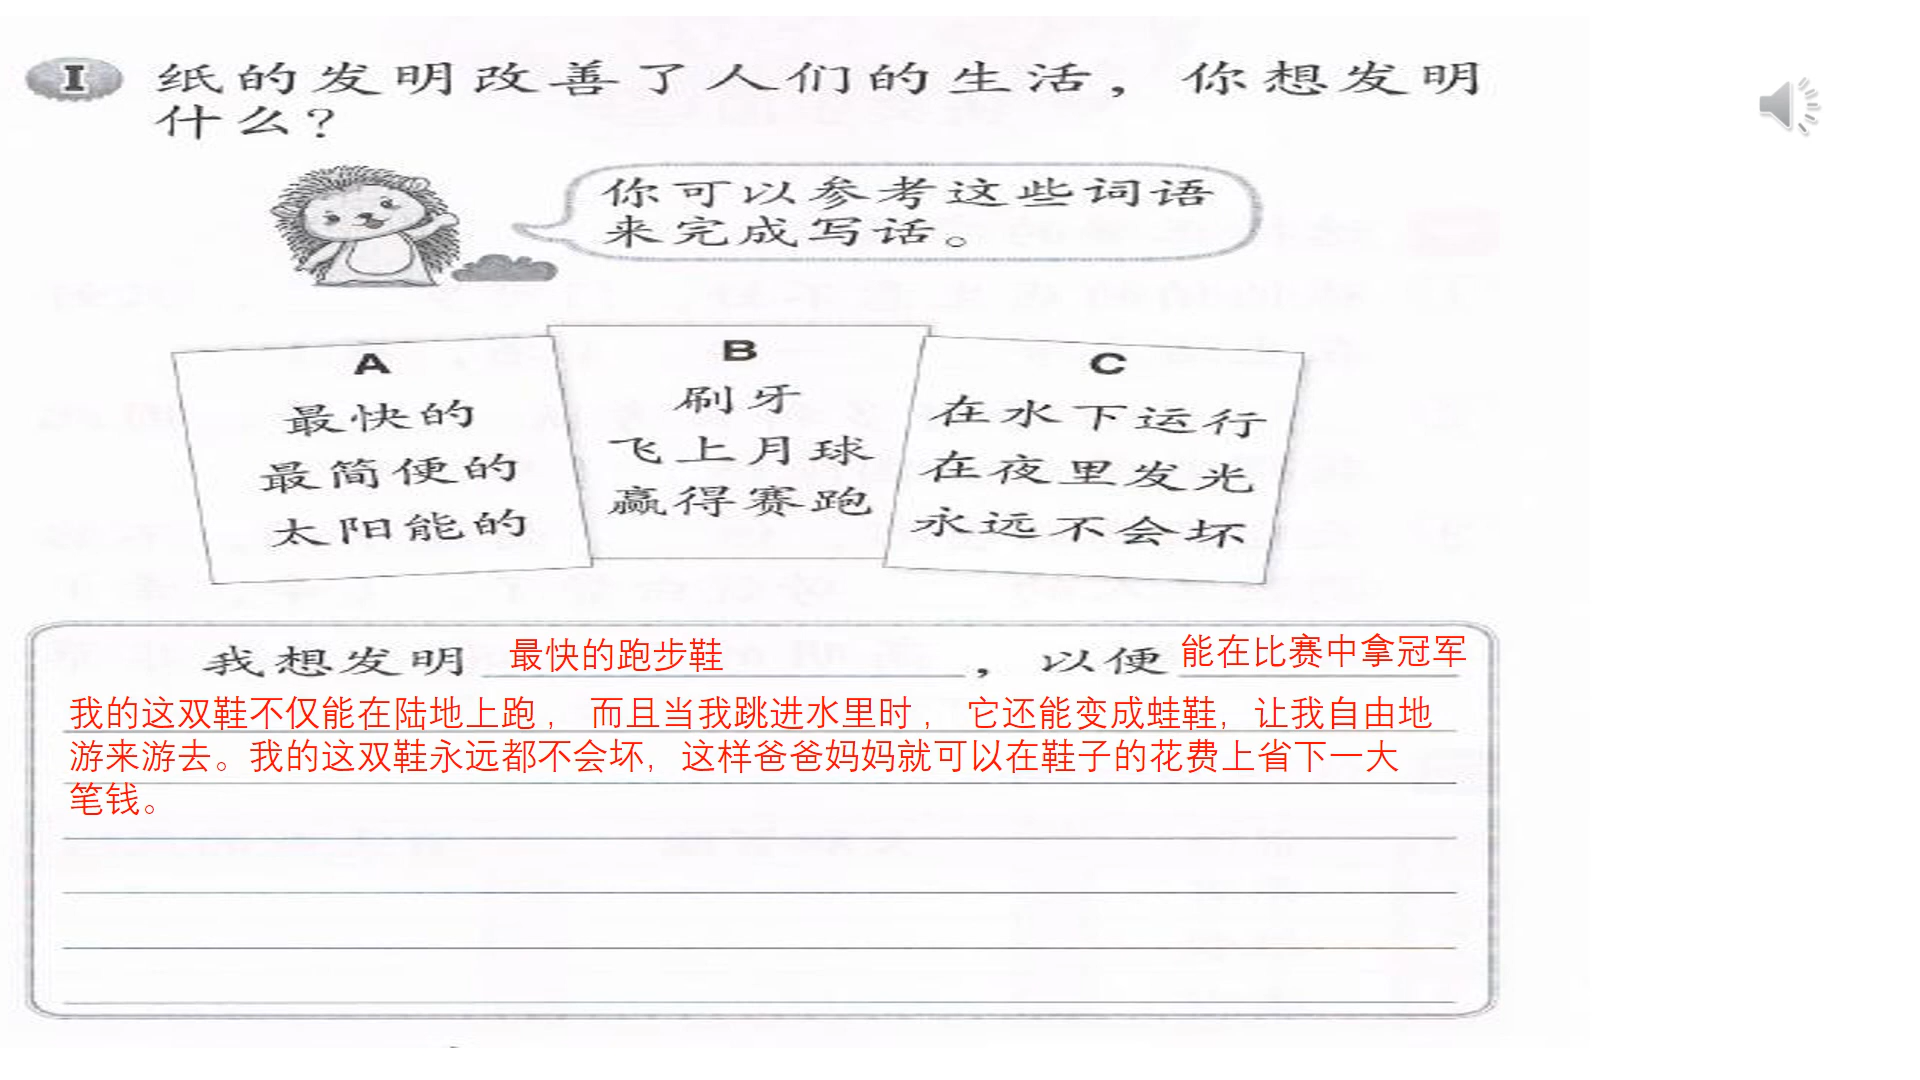 I 纸的发明改善了人们的生活，你想发明
什么？
你可以参考这些词语
来完成写话。
A
最快的
最简便的
太阳能的
B
刷牙
飞上月球
赢得赛跑
C
在水下运行
在夜里发光
永远不会坏
我想发明 最快的跑步鞋 ，以便 能在比赛中拿冠军
我的这双鞋不仅能在陆地上跑， 而且当我跳进水里时， 它还能变成蛙鞋，让我自由地
游来游去。我的这双鞋永远都不会坏，这样爸爸妈妈就可以在鞋子的花费上省下一大
笔钱。